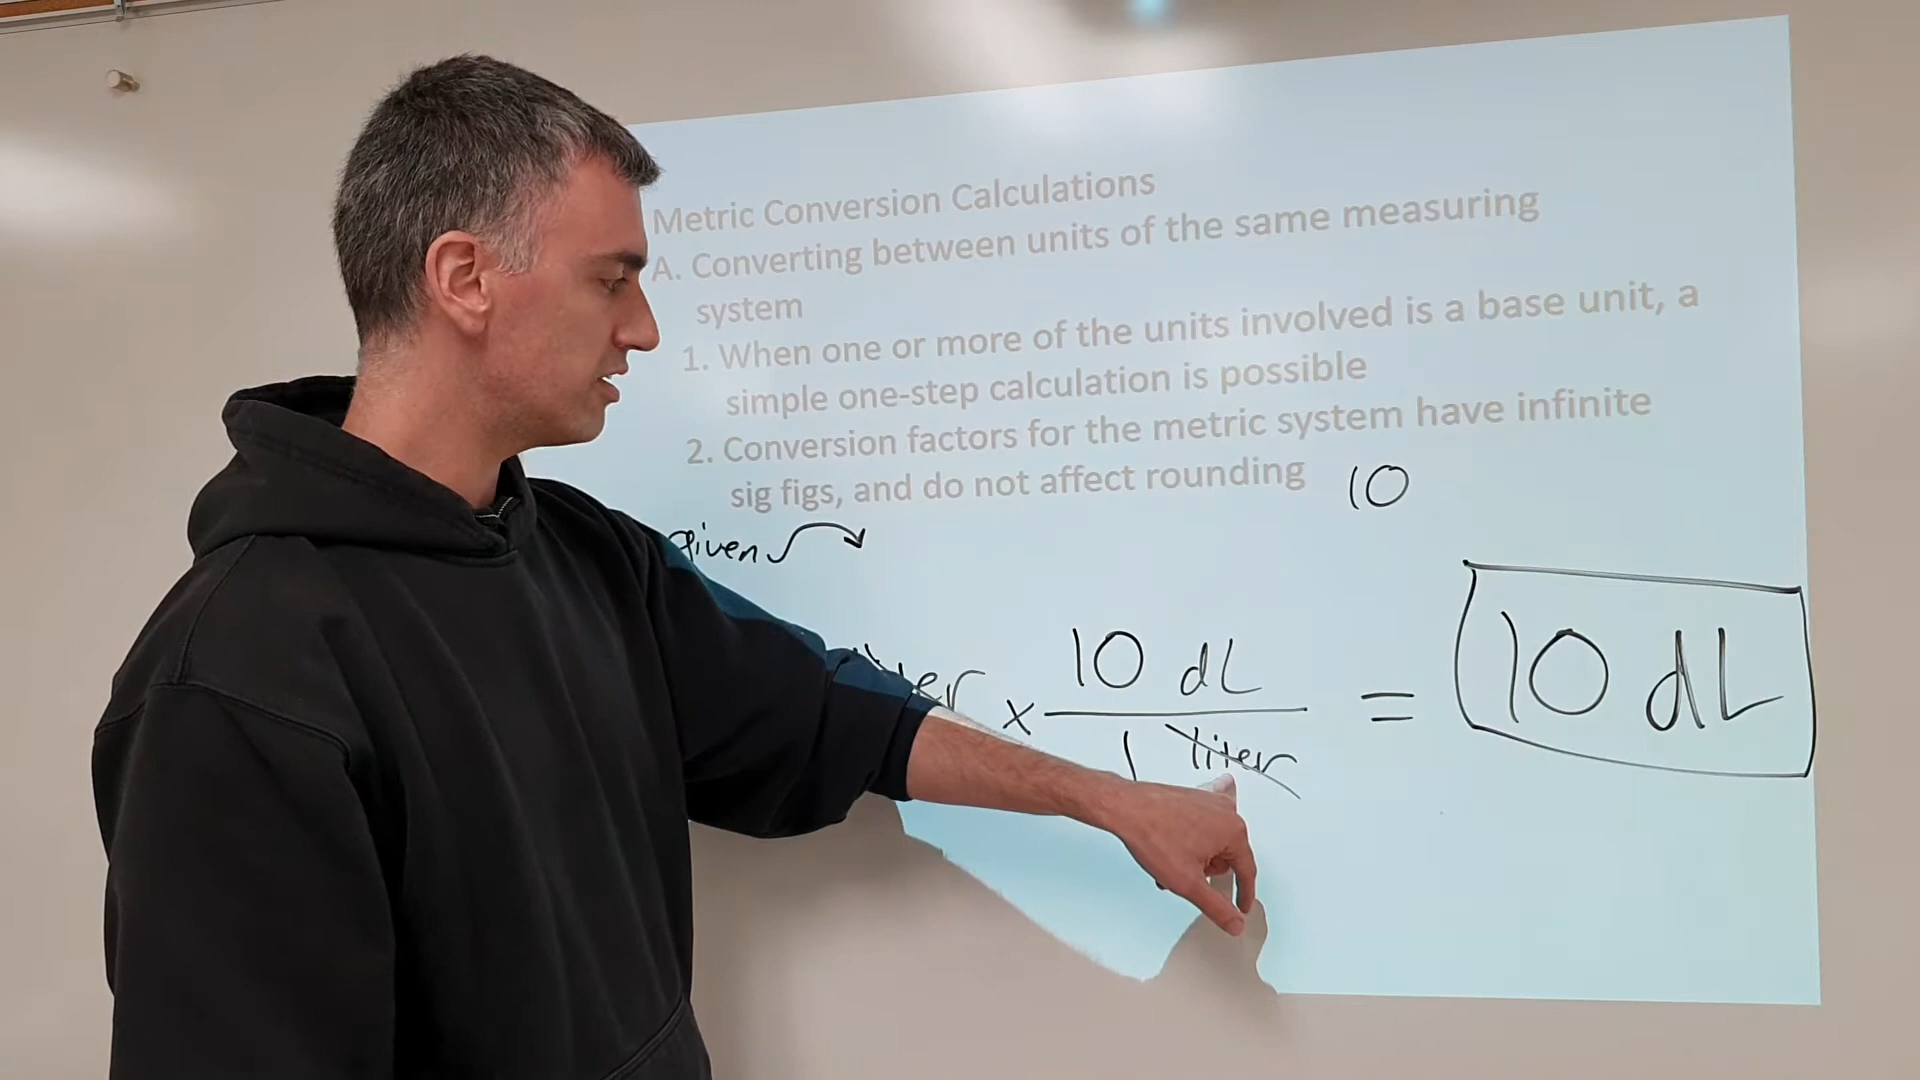 Metric Conversion Calculations
A. Converting between units of the same measuring
system
1. When one or more of the units involved is a base unit, a
simple one-step calculation is possible
2. Conversion factors for the metric system have infinite
sig figs, and do not affect rounding 10
given
x 10 dL = 10 dL
1 liter